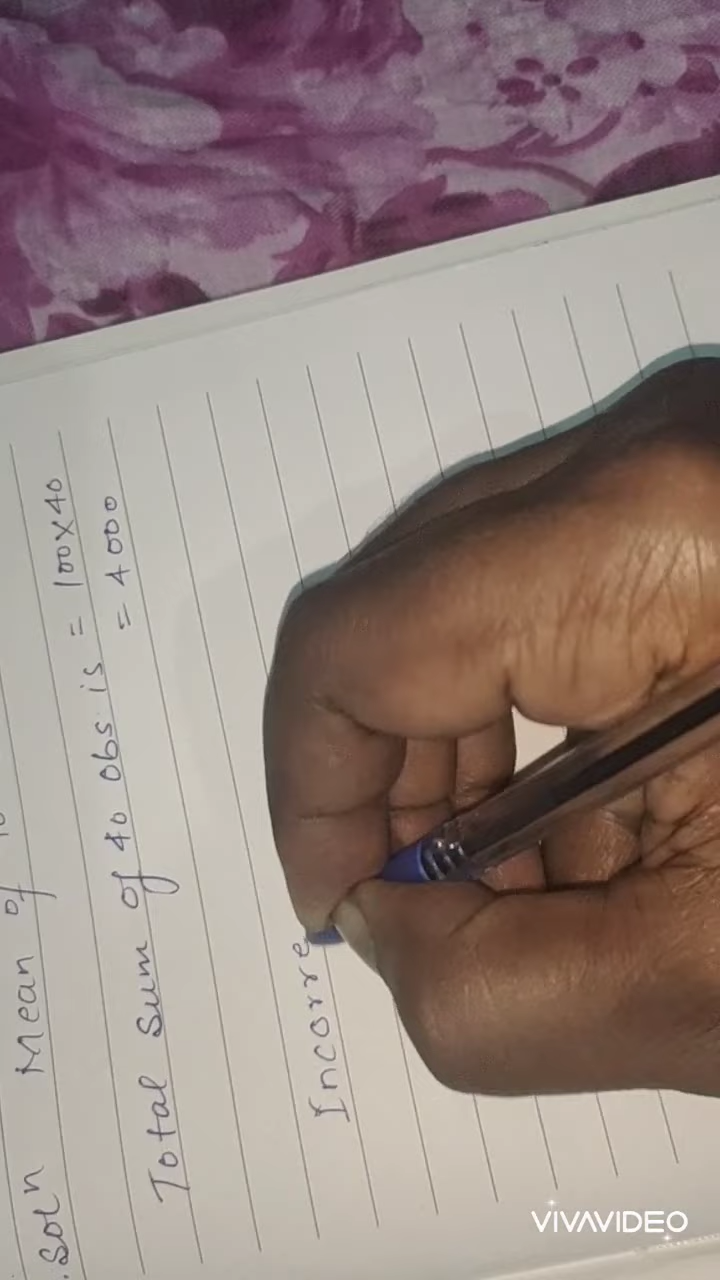 Soln Mean of
Total sum of 40 obs is = 100×40
= 4000
Incorre
VIVAVIDEO